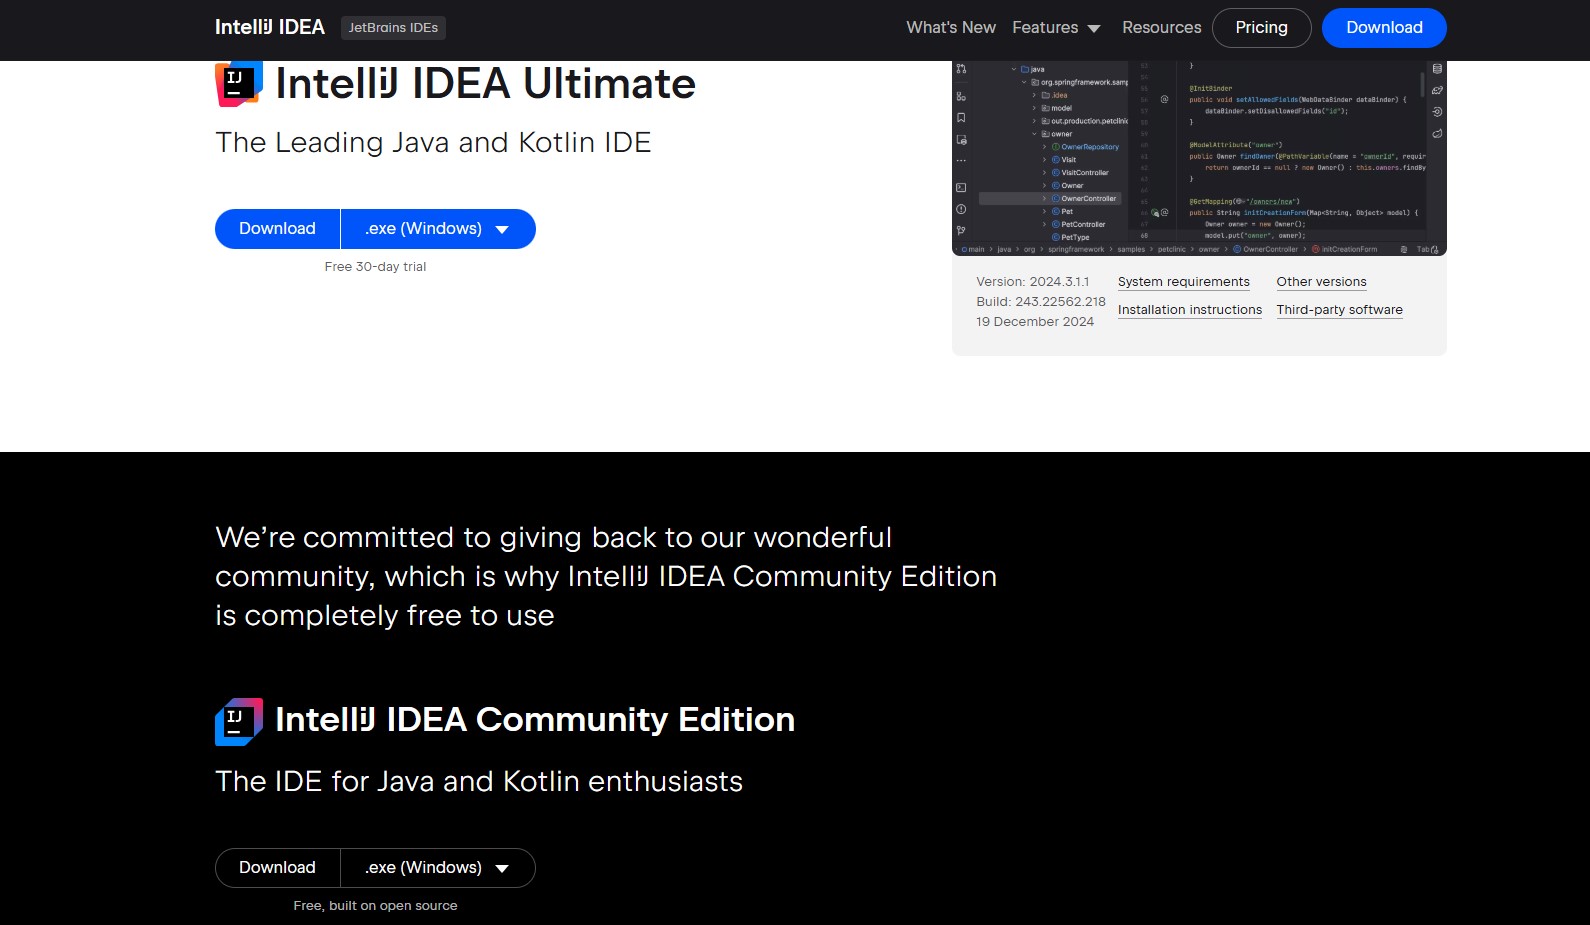 IntelliJ IDEA
JetBrains IDEs
What's New
Features
Resources
Pricing
Download
IntelliJ IDEA Ultimate
The Leading Java and Kotlin IDE
Download
.exe (Windows)
Free 30-day trial
java
org.springframework.samp
.idea
model
out.production.petclinic
owner
OwnerRepository
Visit
VisitController
Owner
OwnerController
Pet
PetController
PetType
}
@InitBinder
public void setAllowedFields(WebDataBinder dataBinder) {
dataBinder.setDisallowedFields("id");
}
@ModelAttribute("owner")
public Owner findOwner(@PathVariable(name = "ownerId", requir
return ownerId == null ? new Owner() : this.owners.findBy
}
@GetMapping("/owners/new")
public String initCreationForm(Map<String, Object> model) {
Owner owner = new Owner();
68 model.put("owner", owner);
main > java > org > springframework > samples > petclinic > owner > OwnerController > initCreationForm
Tab
Version: 2024.3.1.1
Build: 243.22562.218
19 December 2024
System requirements
Installation instructions
Other versions
Third-party software
We're committed to giving back to our wonderful
community, which is why IntelliJ IDEA Community Edition
is completely free to use
IJ
IntelliJ IDEA Community Edition
The IDE for Java and Kotlin enthusiasts
Download
.exe (Windows)
Free, built on open source